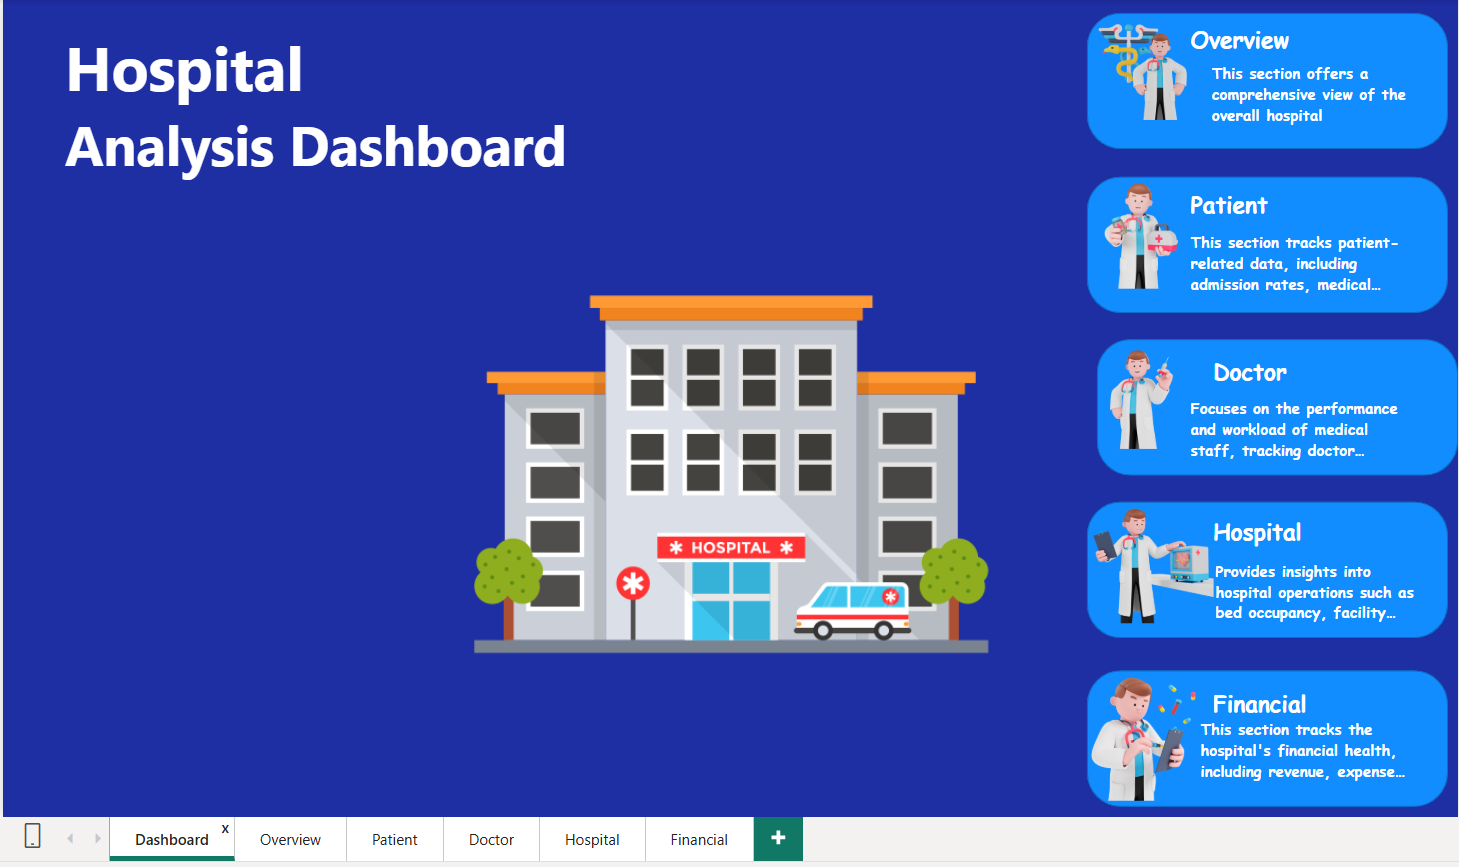 Hospital
Analysis Dashboard
Overview
This section offers a
comprehensive view of the
overall hospital
Patient
This section tracks patient-
related data, including
admission rates, medical...
Doctor
Focuses on the performance
and workload of medical
staff, tracking doctor...
Hospital
Provides insights into
hospital operations such as
bed occupancy, facility...
Financial
This section tracks the
hospital's financial health,
including revenue, expense...
* HOSPITAL *
Dashboard x
Overview
Patient
Doctor
Hospital
Financial
+